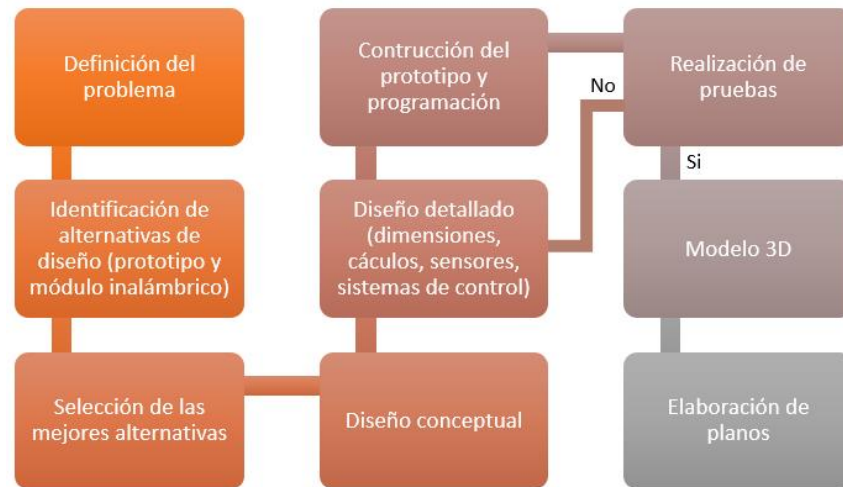 Definición del
problema
Identificación de
alternativas de
diseño (prototipo y
módulo inalámbrico)
Selección de las
mejores alternativas
Diseño conceptual
Diseño detallado
(dimensiones,
cáculos, sensores,
sistemas de control)
Contrucción del
prototipo y
programación
No
Realización de
pruebas
Si
Modelo 3D
Elaboración de
planos